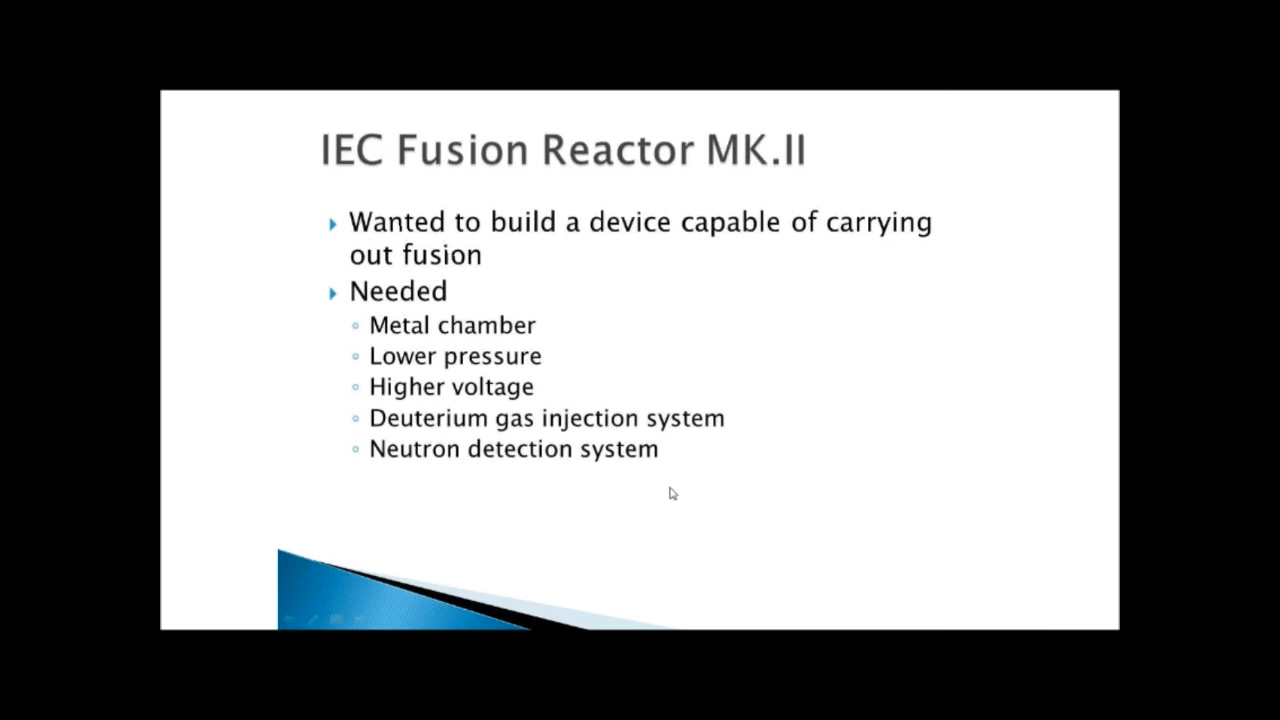 IEC Fusion Reactor MK.II
Wanted to build a device capable of carrying
out fusion
Needed
Metal chamber
Lower pressure
Higher voltage
Deuterium gas injection system
Neutron detection system